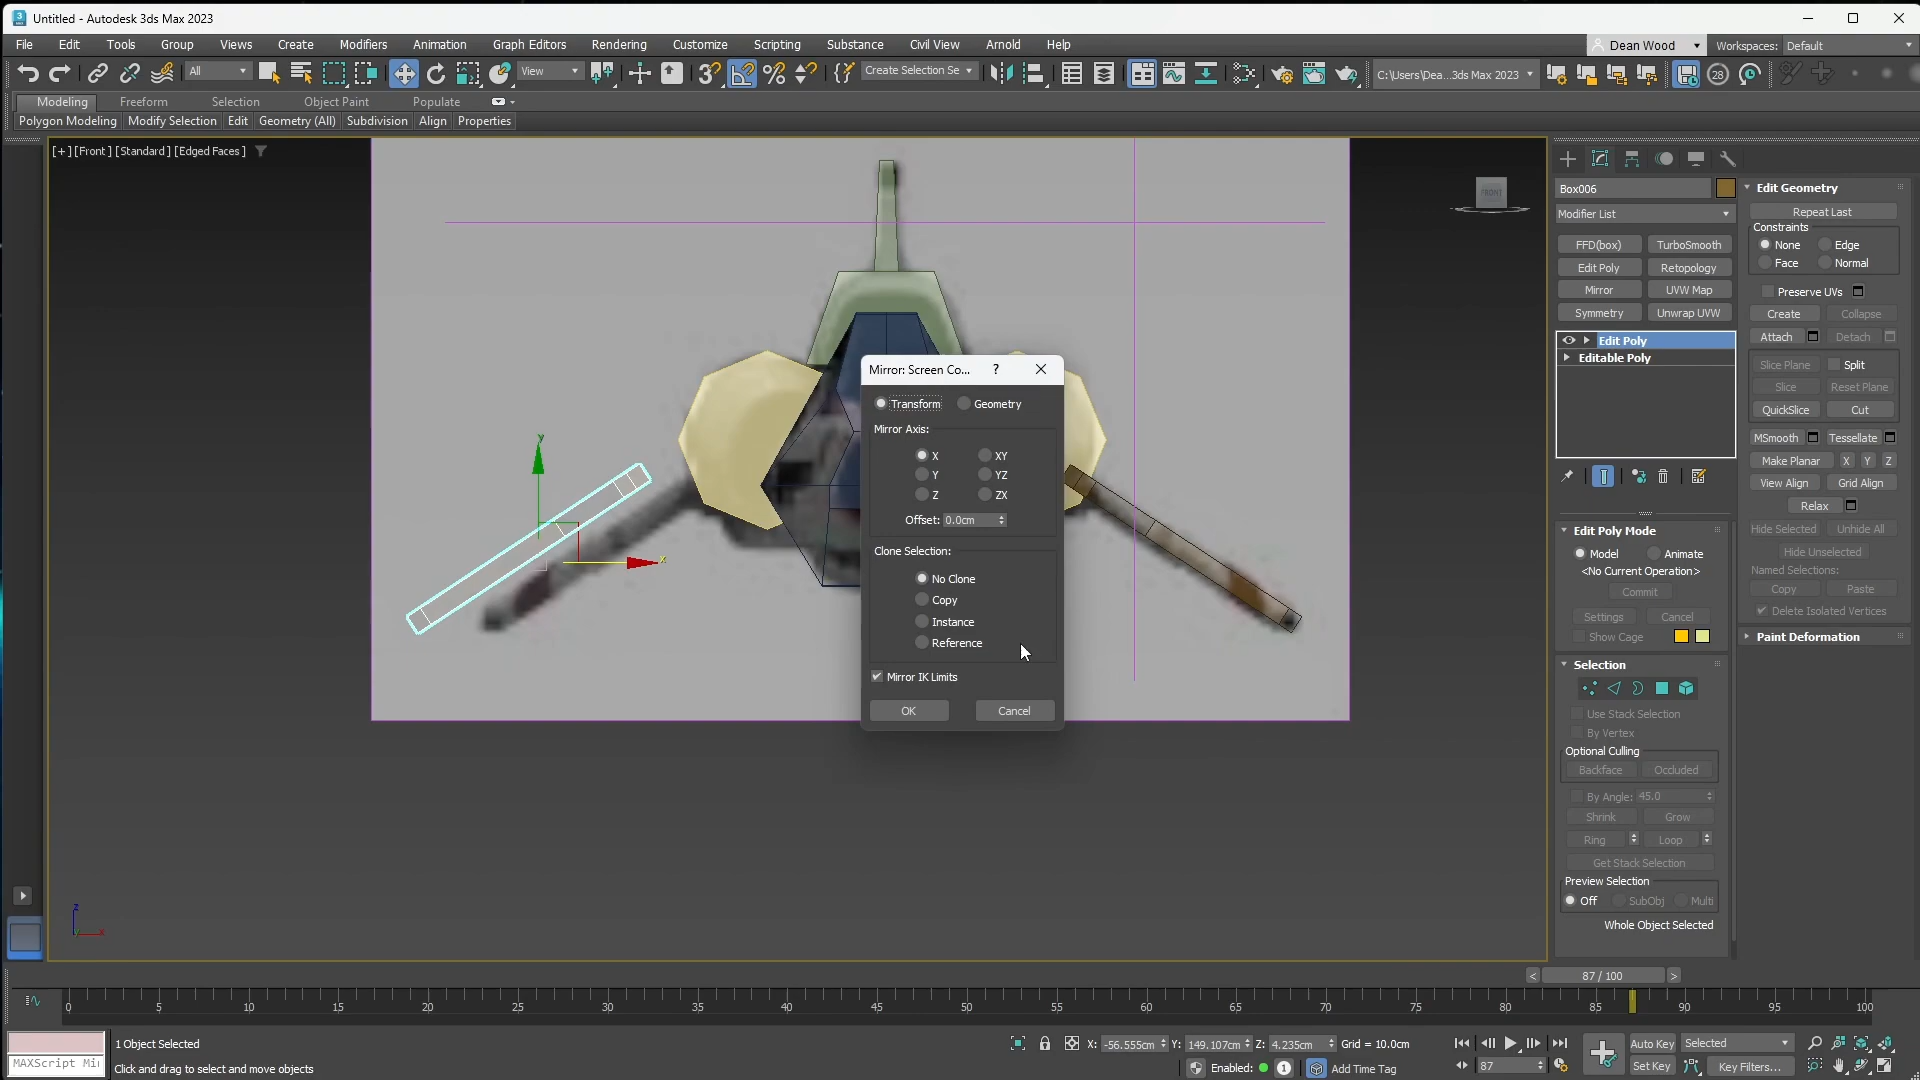 Untitled - Autodesk 3ds Max 2023
File Edit Tools Group Views Create Modifiers Animation Graph Editors Rendering Customize Scripting Substance Civil View Arnold Help
Dean Wood Workspaces: Default
All View Create Selection Se C:\Users\Dea...3ds Max 2023 28
Modeling Freeform Selection Object Paint Populate
Polygon Modeling Modify Selection Edit Geometry (All) Subdivision Align Properties
[+] [Front] [Standard] [Edged Faces]
FRONT
Box006
Modifier List
FFD(box) TurboSmooth
Edit Poly Retopology
Mirror UVW Map
Symmetry Unwrap UVW
Edit Poly
Editable Poly
Edit Geometry
Repeat Last
Constraints
None Edge
Face Normal
Preserve UVs
Create Collapse
Attach Detach
Slice Plane Split
Slice Reset Plane
QuickSlice Cut
MSmooth Tessellate
Make Planar X Y Z
View Align Grid Align
Relax
Hide Selected Unhide All
Hide Unselected
Named Selections:
Copy Paste
Delete Isolated Vertices
Paint Deformation
Edit Poly Mode
Model Animate
<No Current Operation>
Commit
Settings Cancel
Show Cage
Selection
Use Stack Selection
By Vertex
Optional Culling
Backface Occluded
By Angle: 45.0
Shrink Grow
Ring Loop
Get Stack Selection
Preview Selection
Off SubObj Multi
Whole Object Selected
Mirror: Screen Co... ?
Transform Geometry
Mirror Axis:
X XY
Y YZ
Z ZX
Offset: 0.0cm
Clone Selection:
No Clone
Copy
Instance
Reference
Mirror IK Limits
OK Cancel
y
x
z
x
< 87 / 100 >
0 5 10 15 20 25 30 35 40 45 50 55 60 65 70 75 80 85 90 95 100
MAXScript Mi
1 Object Selected
Click and drag to select and move objects
X: -56.555cm Y: 149.107cm Z: 4.235cm Grid = 10.0cm
Enabled: 1 Add Time Tag
87
Auto Key Selected
Set Key Key Filters...